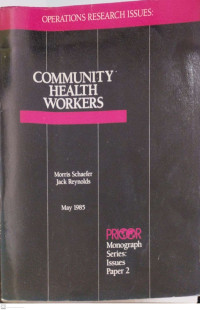 OPERATIONS RESEARCH ISSUES:
COMMUNITY
HEALTH
WORKERS
Morris Schaefer
Jack Reynolds
May 1985
PRICOR
Monograph
Series:
Issues
Paper 2